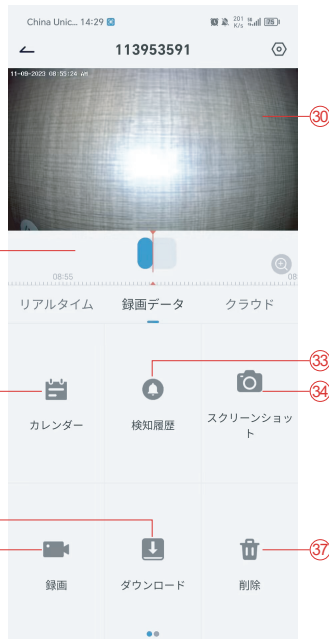 China Unic... 14:29
201 K/s
113953591
11-09-2023 08:55:24 AM
30
08:55
08
リアルタイム 録画データ クラウド
33
34
カレンダー 検知履歴 スクリーンショッ
ト
37
録画 ダウンロード 削除